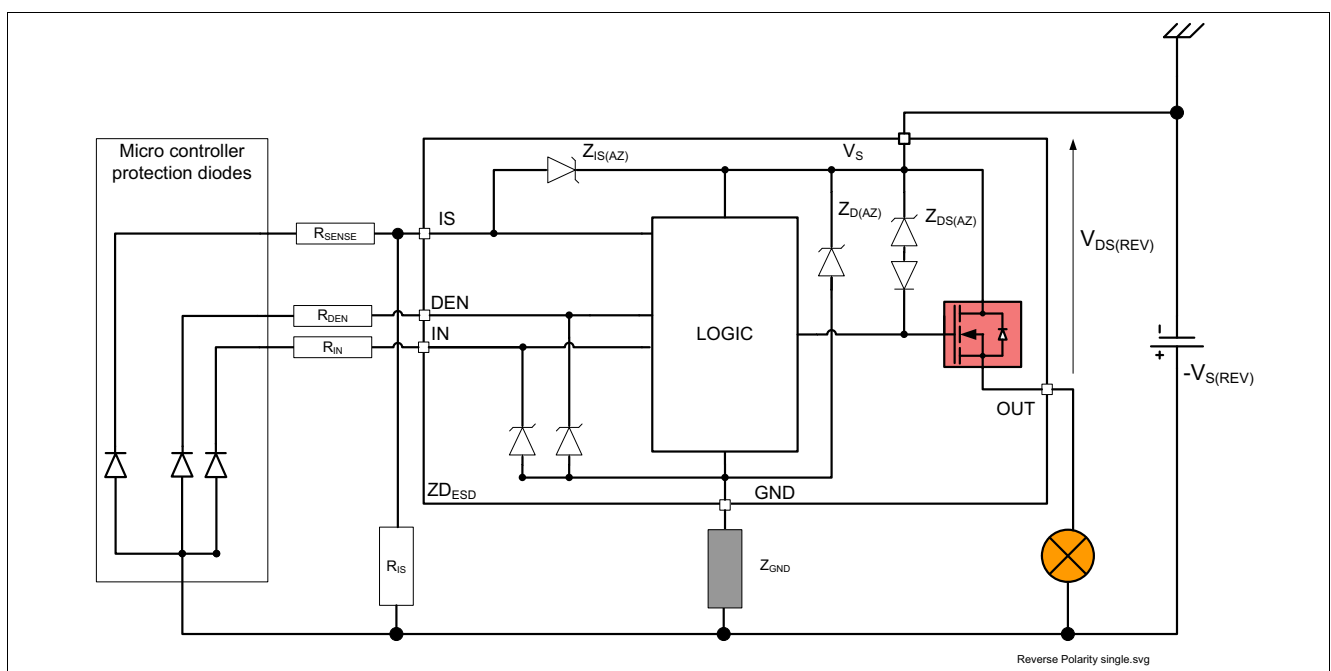 Micro controller
protection diodes
Z_IS(AZ)
V_S
IS
R_SENSE
Z_D(AZ)
Z_DS(AZ)
V_DS(REV)
DEN
R_DEN
IN
R_IN
LOGIC
-
+
-V_S(REV)
OUT
ZD_ESD
GND
R_IS
Z_GND
Reverse Polarity single.svg